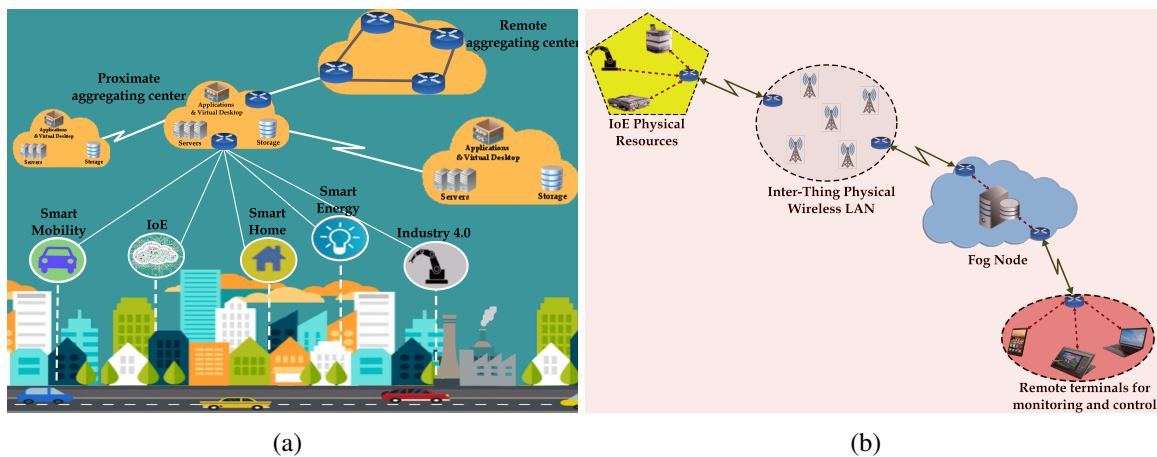 Remote
aggregating center
Proximate
aggregating center
Applications
& Virtual Desktop
Servers
Storage
Applications
& Virtual Desktop
Servers
Storage
Applications
& Virtual Desktop
Servers
Storage
Smart
Mobility
IoE
Smart
Home
Smart
Energy
Industry 4.0
(a)
IoE Physical
Resources
Inter-Thing Physical
Wireless LAN
Fog Node
Remote terminals for
monitoring and control
(b)